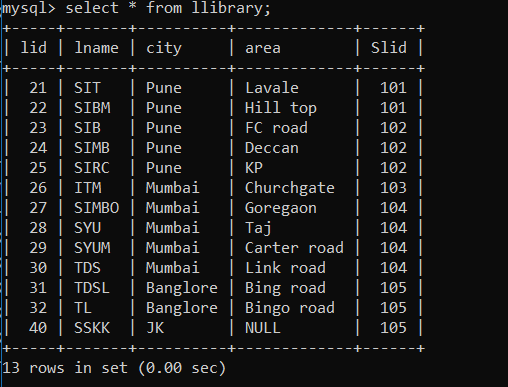 mysql> select * from llibrary;
+-----+-------+----------+-------------+------+
| lid | lname | city     | area        | Slid |
+-----+-------+----------+-------------+------+
|  21 | SIT   | Pune     | Lavale      |  101 |
|  22 | SIBM  | Pune     | Hill top    |  101 |
|  23 | SIB   | Pune     | FC road     |  102 |
|  24 | SIMB  | Pune     | Deccan      |  102 |
|  25 | SIRC  | Pune     | KP          |  102 |
|  26 | ITM   | Mumbai   | Churchgate  |  103 |
|  27 | SIMBO | Mumbai   | Goregaon    |  104 |
|  28 | SYU   | Mumbai   | Taj         |  104 |
|  29 | SYUM  | Mumbai   | Carter road |  104 |
|  30 | TDS   | Mumbai   | Link road   |  104 |
|  31 | TDSL  | Banglore | Bing road   |  105 |
|  32 | TL    | Banglore | Bingo road  |  105 |
|  40 | SSKK  | JK       | NULL        |  105 |
+-----+-------+----------+-------------+------+
13 rows in set (0.00 sec)